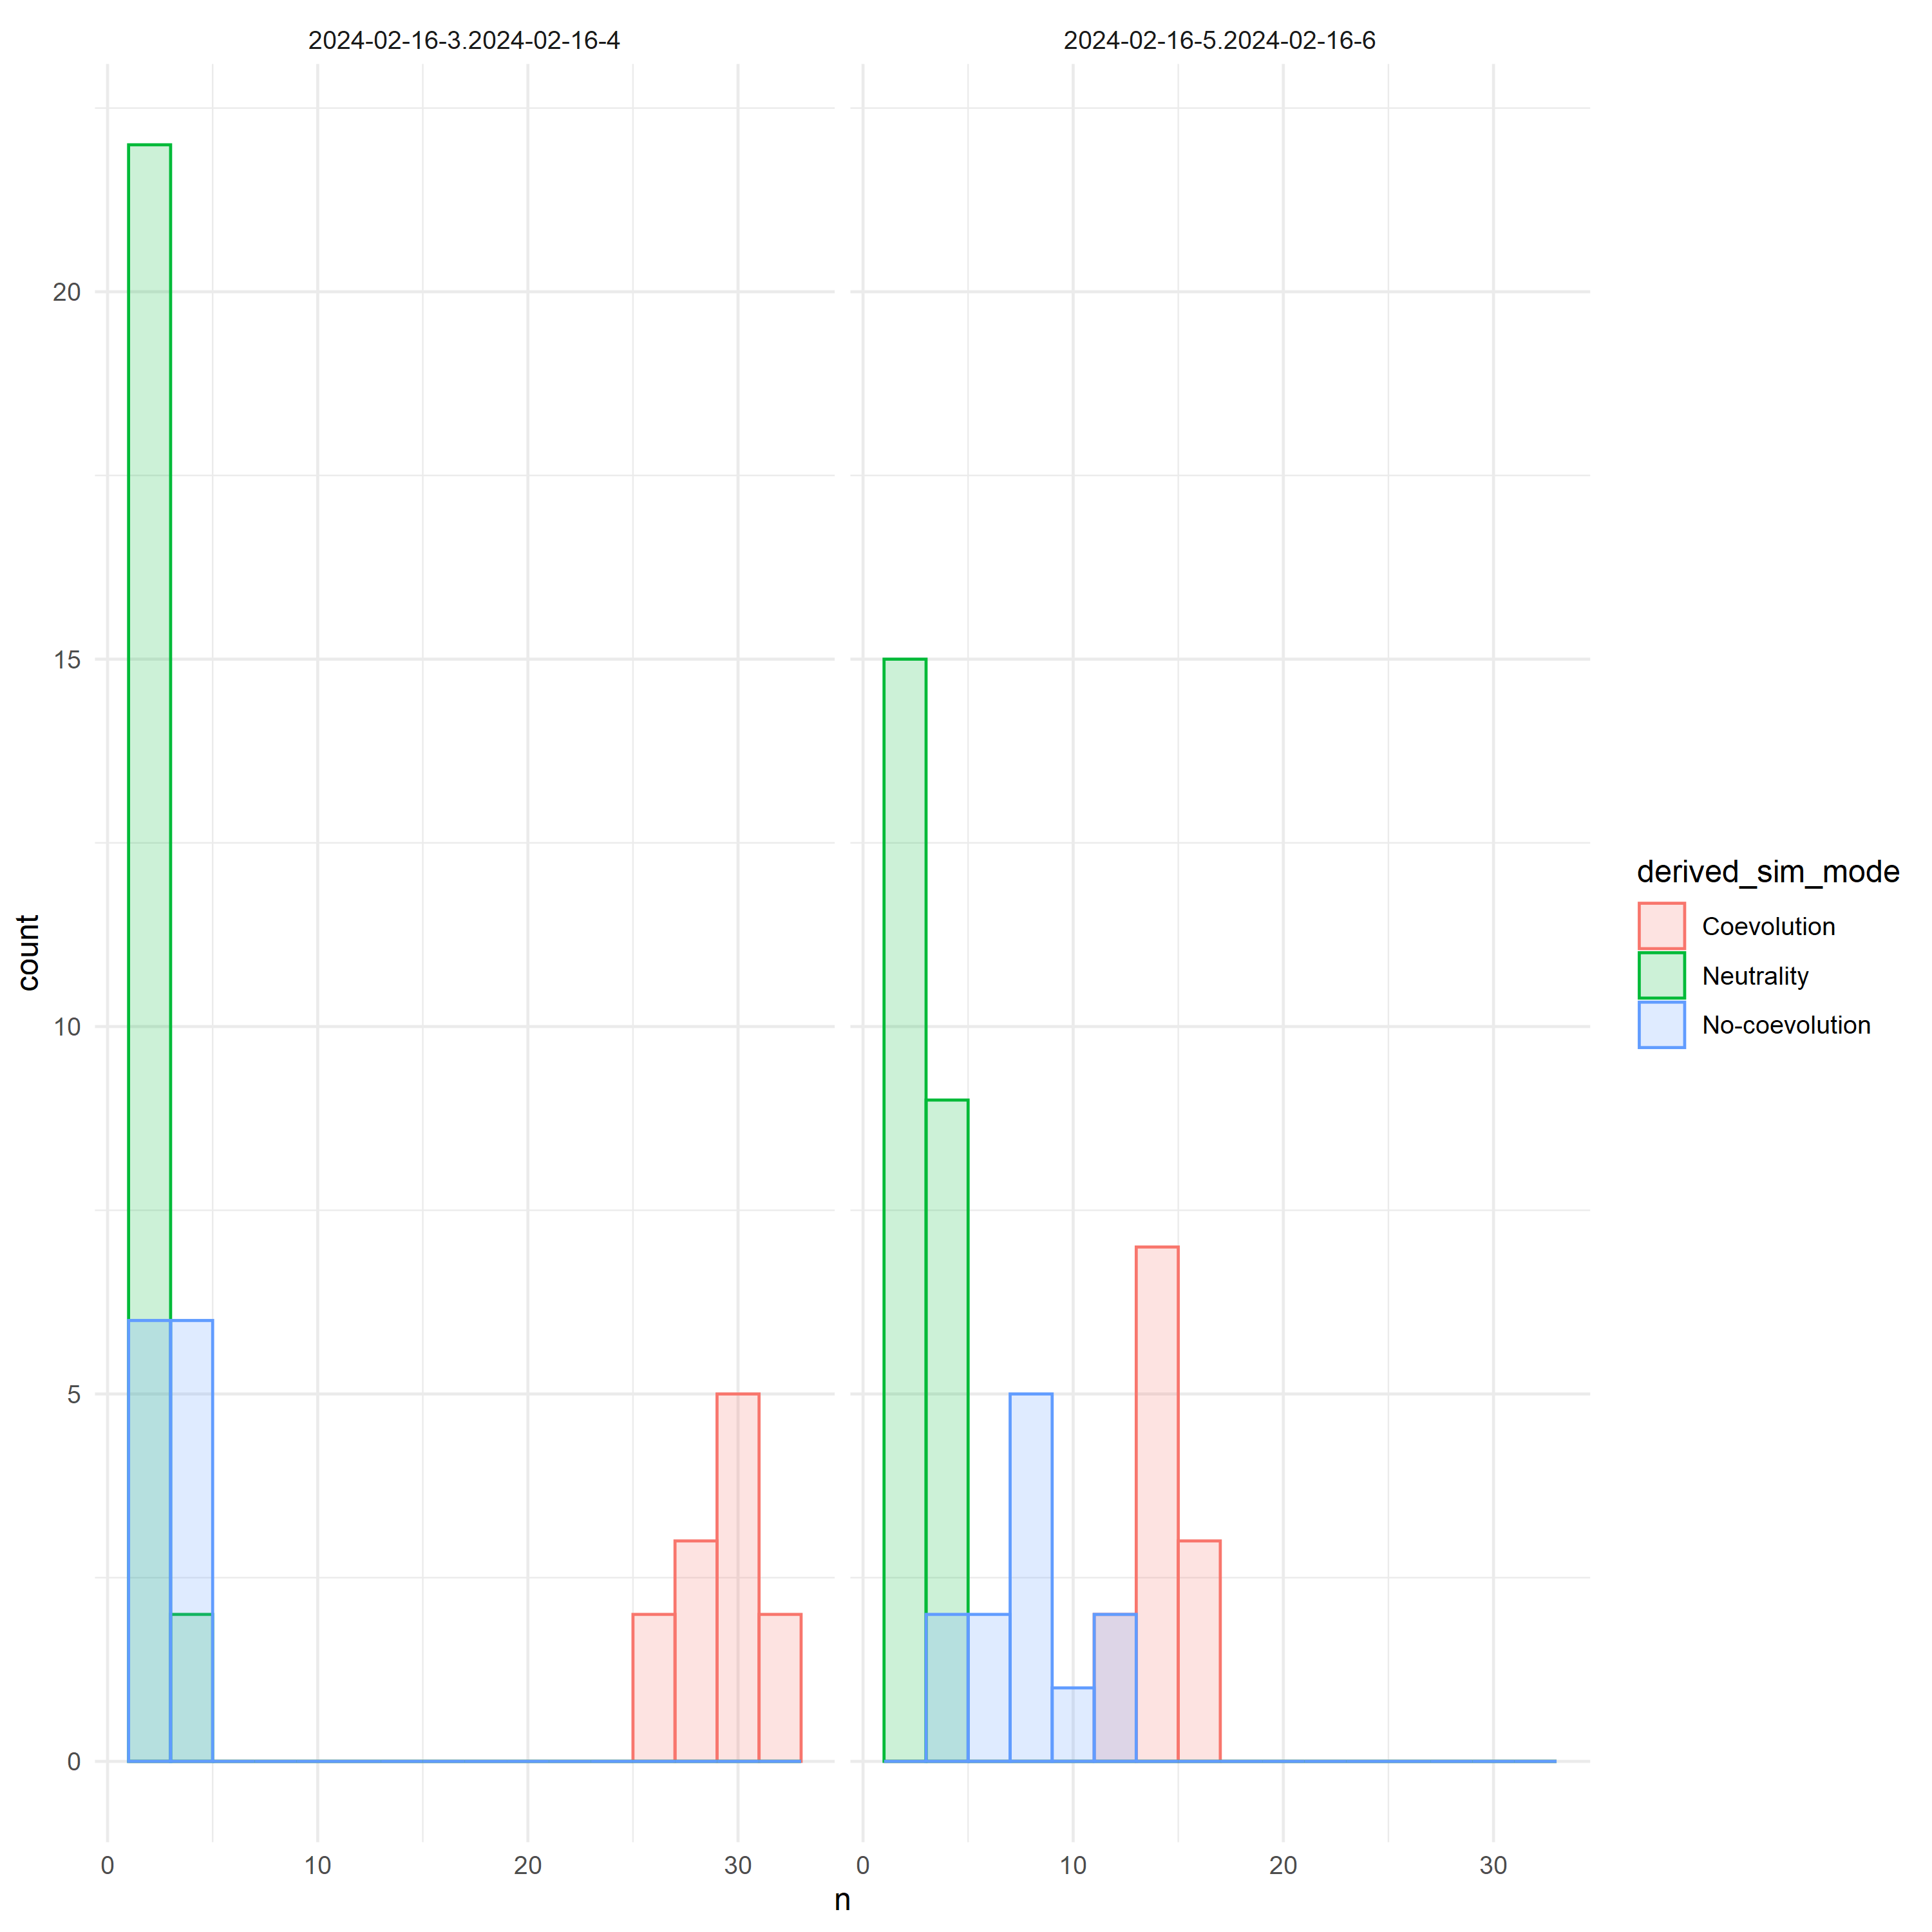 2024-02-16-3.2024-02-16-4
2024-02-16-5.2024-02-16-6
20
15
10
5
0
count
0 10 20 30
0 10 20 30
n
derived_sim_mode
Coevolution
Neutrality
No-coevolution